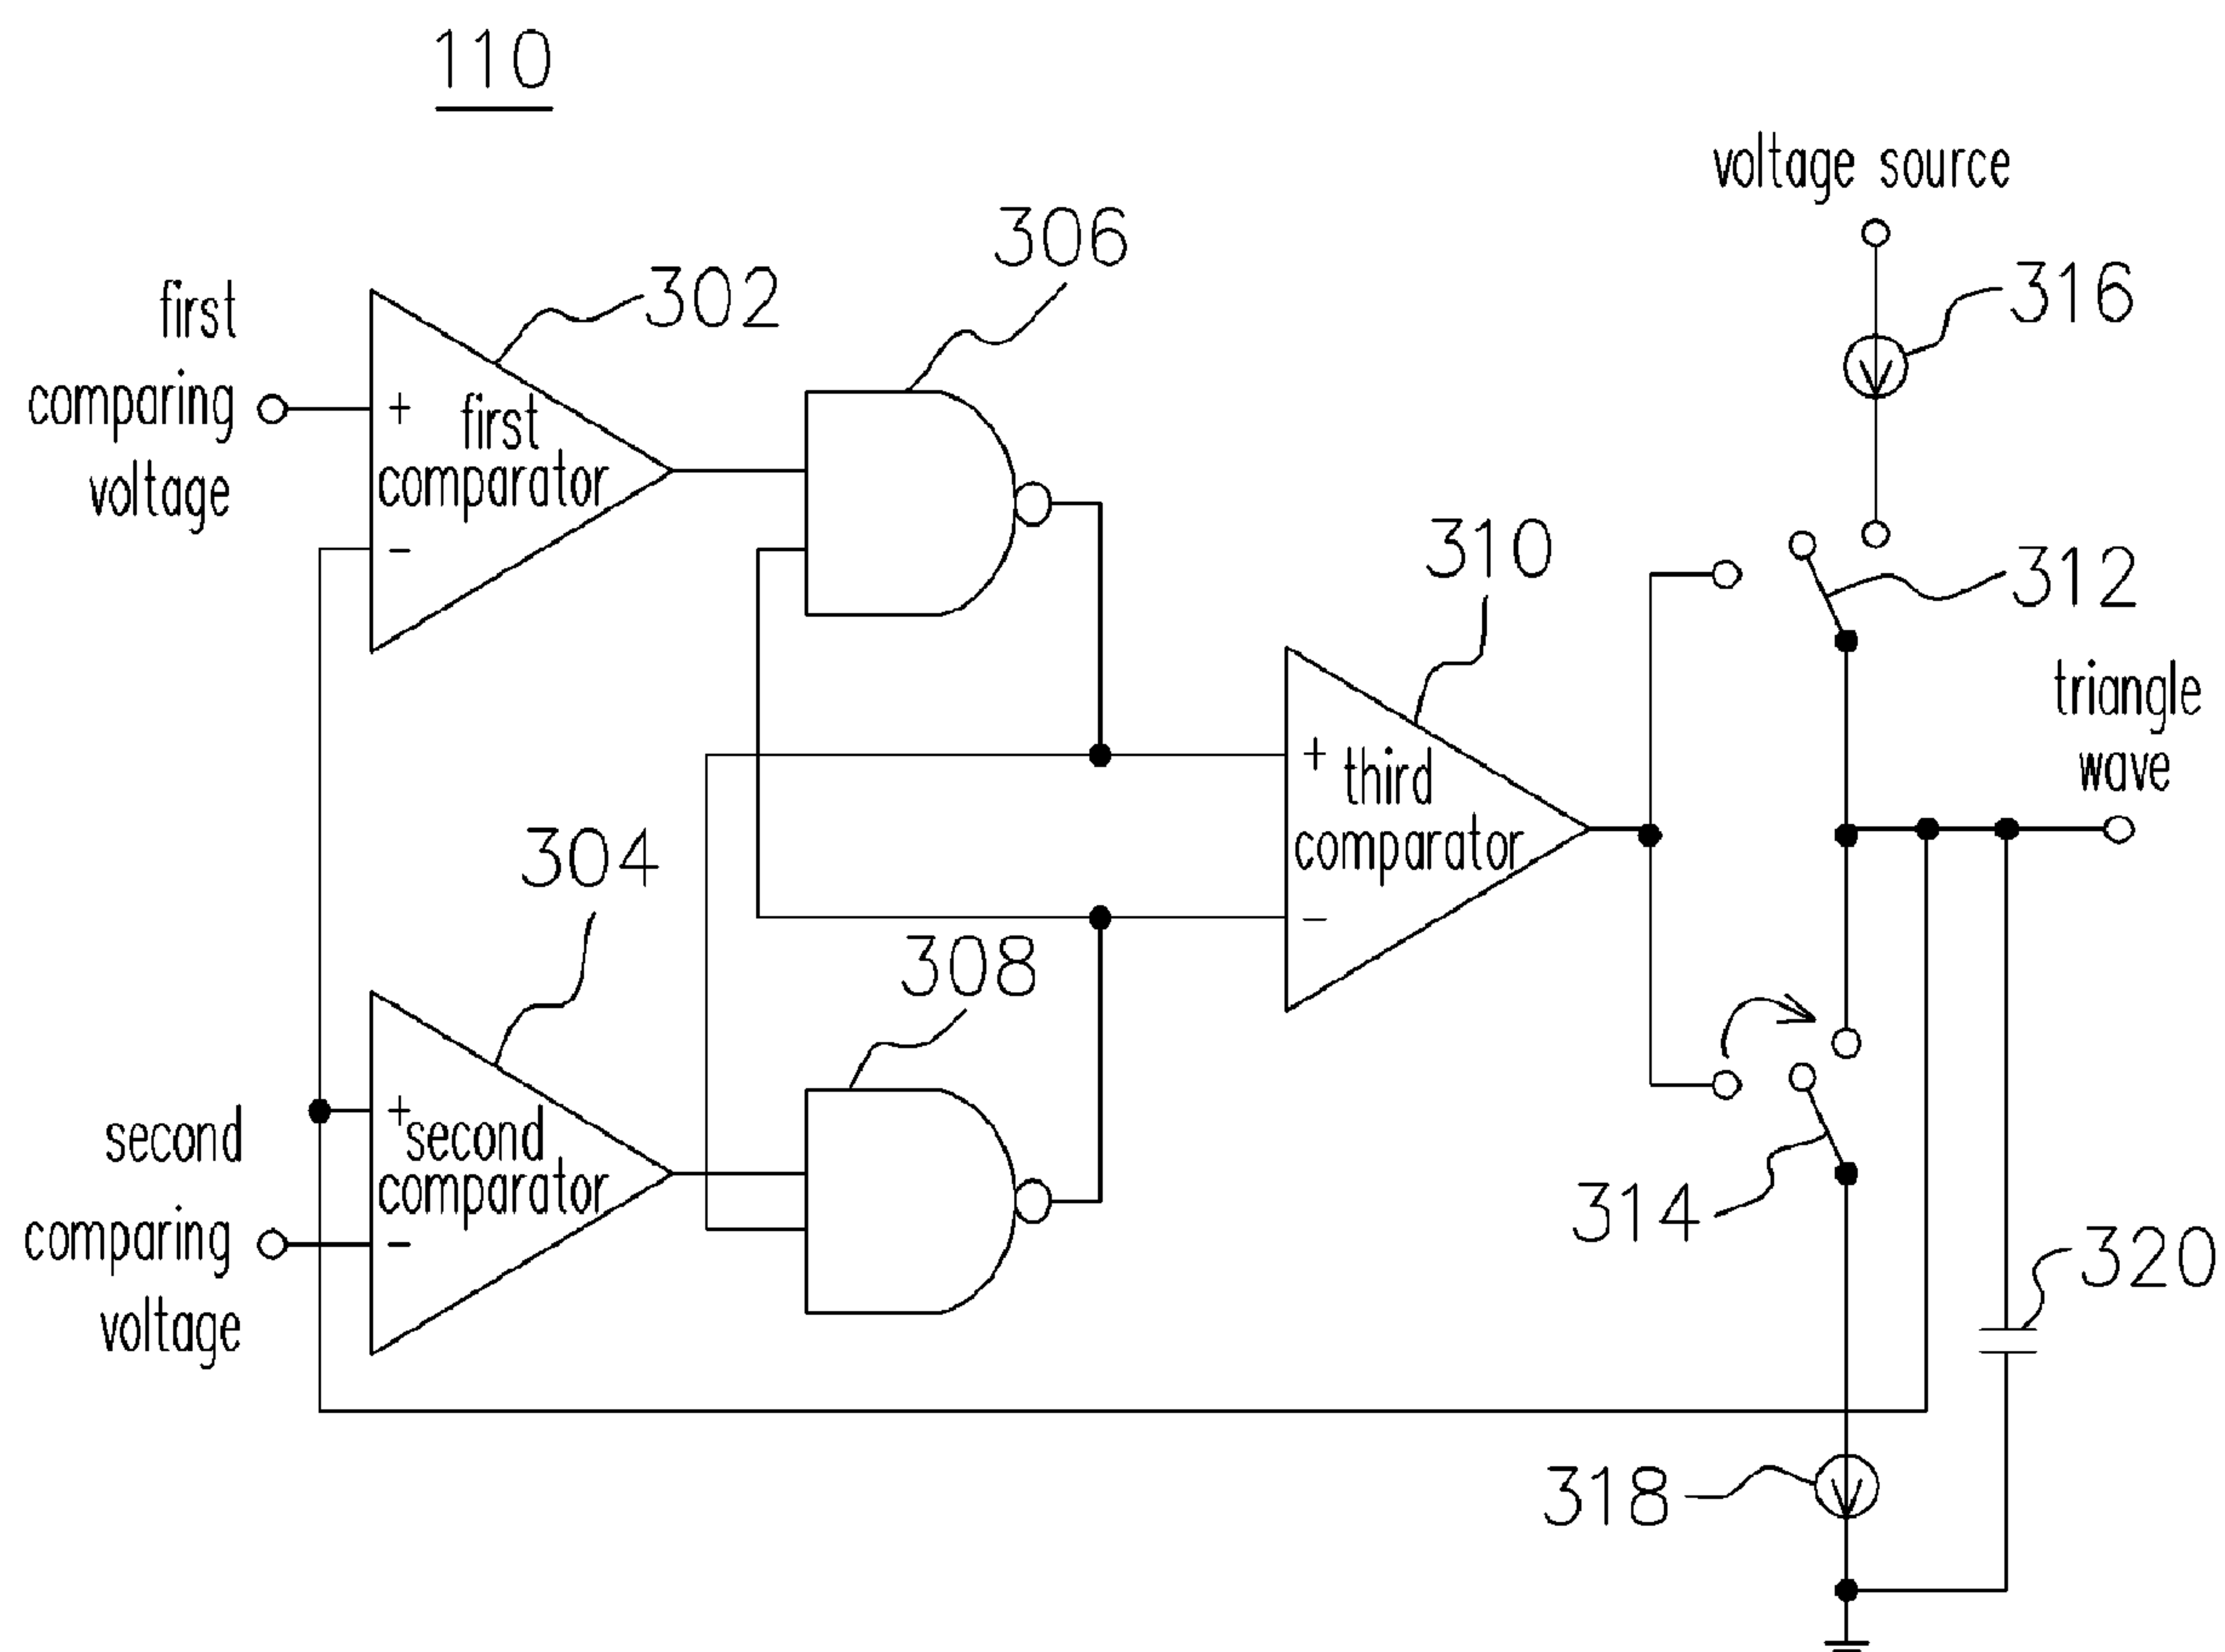 110
voltage source
306
316
302
first
comparing
voltage
+
first
comparator
-
310
312
triangle
wave
+
third
comparator
-
304
308
second
comparing
voltage
+
second
comparator
-
314
320
318